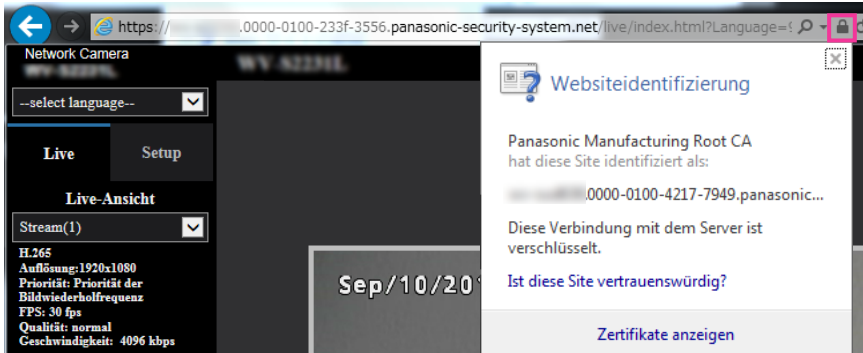 https:// .0000-0100-233f-3556.panasonic-security-system.net/live/index.html?Language=
Network Camera
WV-S2231L
--select language--
Live Setup
Live-Ansicht
Stream(1)
H.265
Auflösung:1920x1080
Priorität: Priorität der
Bildwiederholfrequenz
FPS: 30 fps
Qualität: normal
Geschwindigkeit: 4096 kbps
Sep/10/20
Websiteidentifizierung
Panasonic Manufacturing Root CA
hat diese Site identifiziert als:
.0000-0100-4217-7949.panasonic...
Diese Verbindung mit dem Server ist
verschlüsselt.
Ist diese Site vertrauenswürdig?
Zertifikate anzeigen